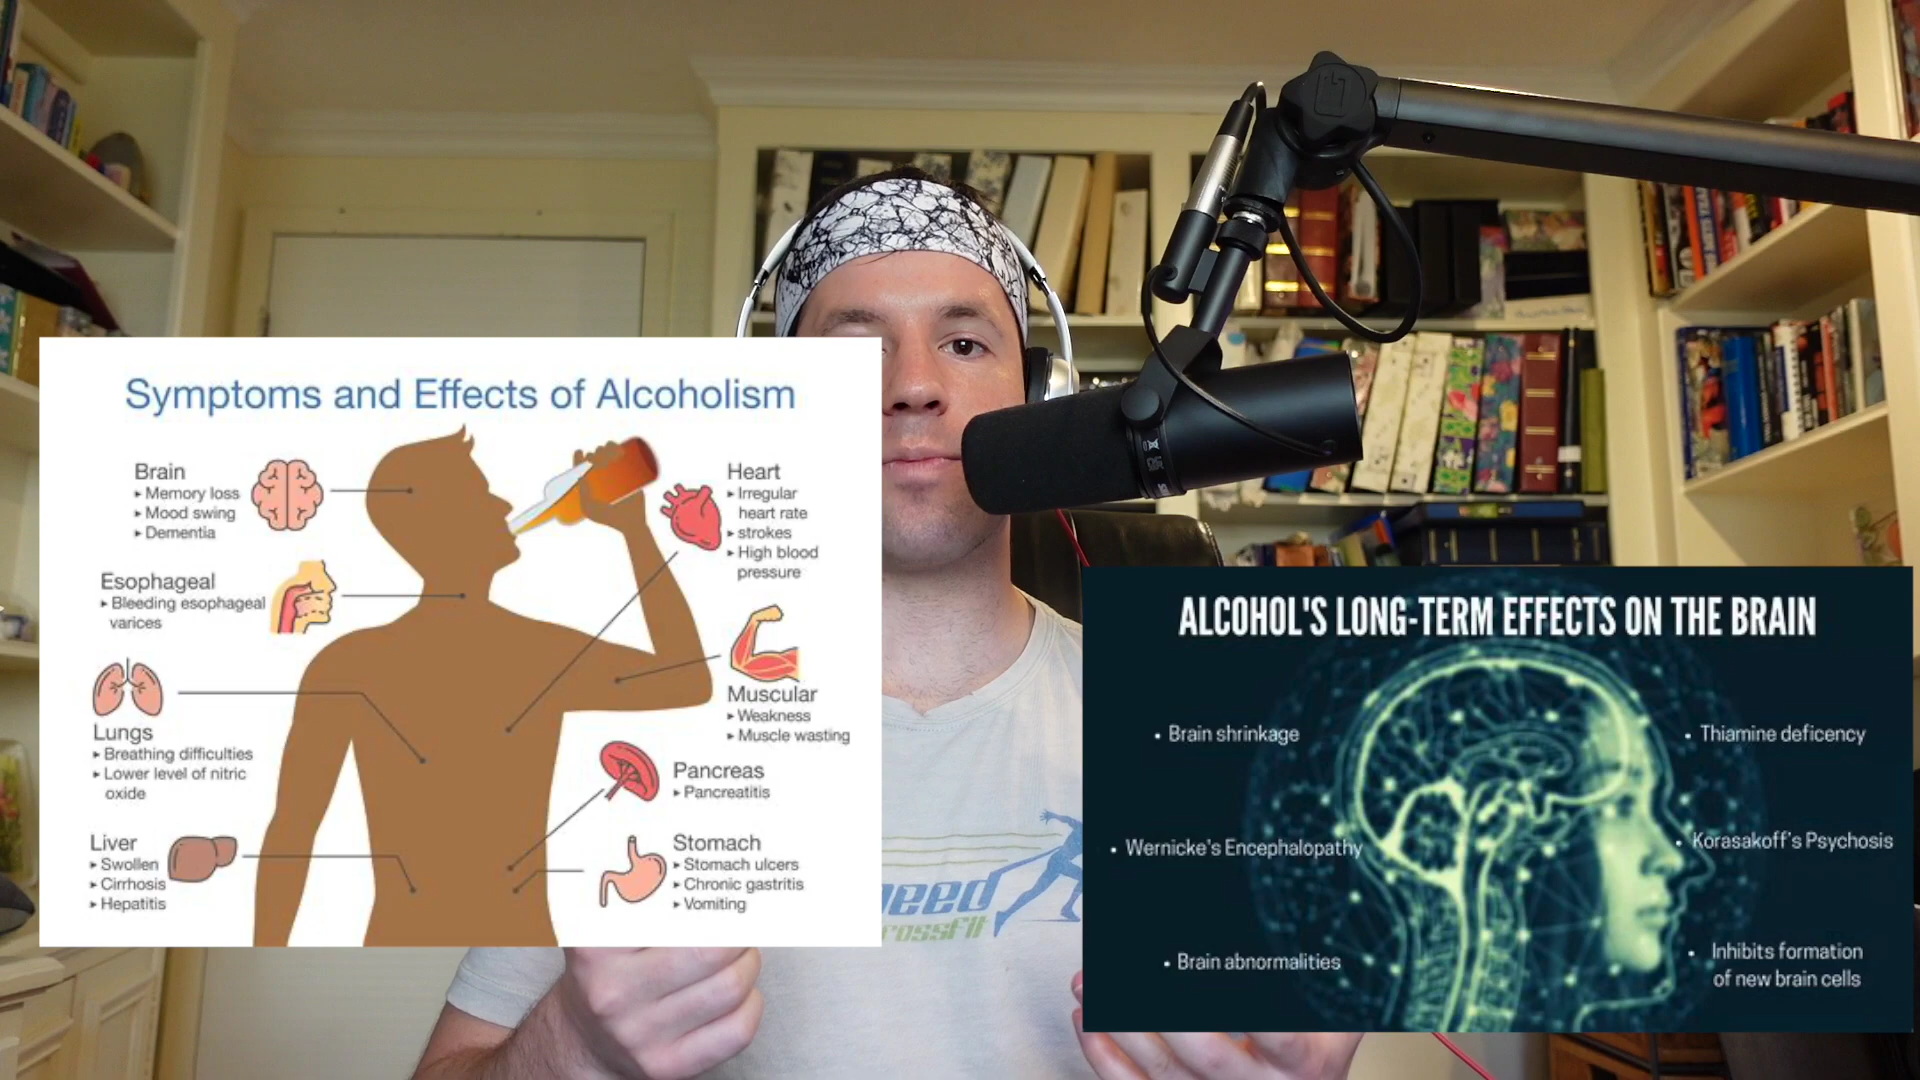 Symptoms and Effects of Alcoholism
Brain
▸ Memory loss
▸ Mood swing
▸ Dementia
Esophageal
▸ Bleeding esophageal
varices
Lungs
▸ Breathing difficulties
▸ Lower level of nitric
oxide
Liver
▸ Swollen
▸ Cirrhosis
▸ Hepatitis
Heart
▸ Irregular
heart rate
▸ strokes
▸ High blood
pressure
Muscular
▸ Weakness
▸ Muscle wasting
Pancreas
▸ Pancreatitis
Stomach
▸ Stomach ulcers
▸ Chronic gastritis
▸ Vomiting
ALCOHOL'S LONG-TERM EFFECTS ON THE BRAIN
• Brain shrinkage
• Thiamine deficency
• Wernicke's Encephalopathy
• Korasakoff's Psychosis
• Brain abnormalities
• Inhibits formation
of new brain cells